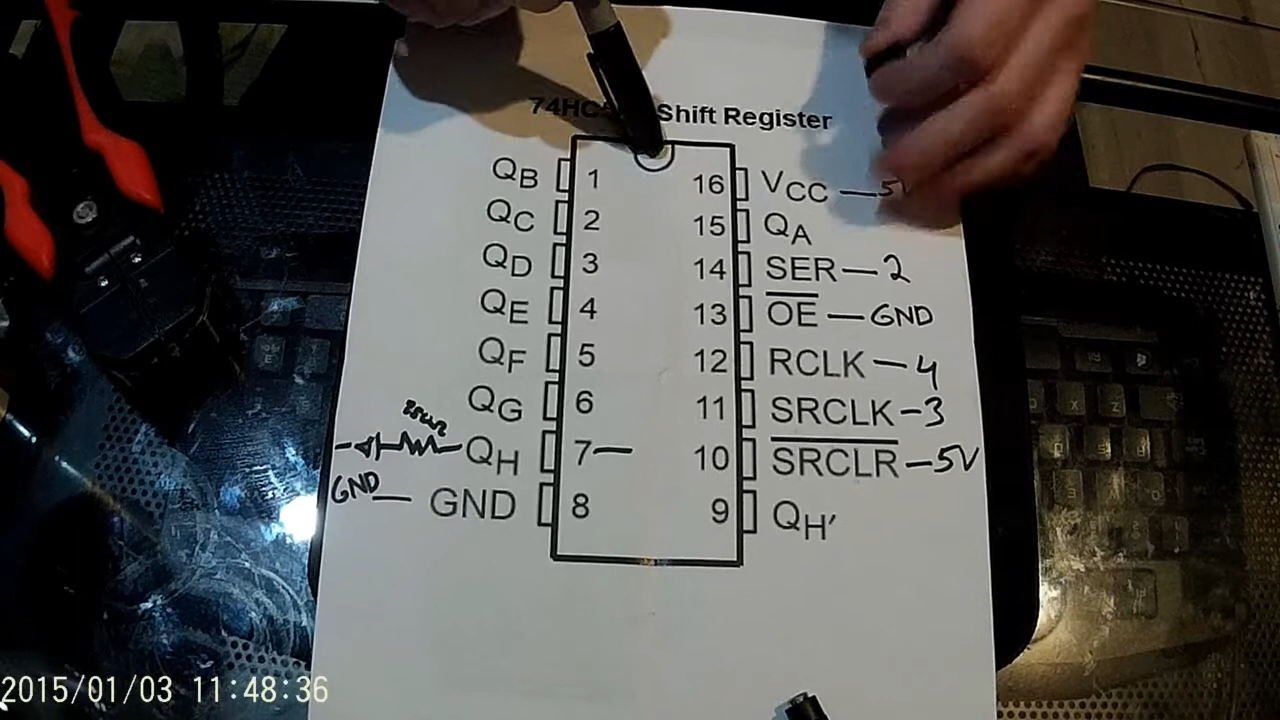 74HC Shift Register
QB 1 16 VCC — 5V
QC 2 15 QA
QD 3 14 SER — 2
QE 4 13 OE — GND
QF 5 12 RCLK — 4
QG 6 11 SRCLK - 3
QH 7 — 10 SRCLR — 5V
GND — GND 8 9 QH'
2015/01/03 11:48:36